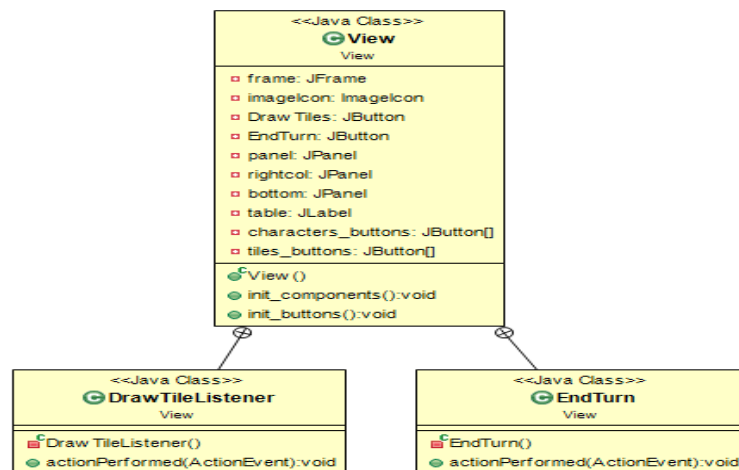 <<Java Class>>
View
View
frame: JFrame
imageIcon: ImageIcon
Draw Tiles: JButton
EndTurn: JButton
panel: JPanel
rightcol: JPanel
bottom: JPanel
table: JLabel
characters_buttons: JButton[]
tiles_buttons: JButton[]
View ()
init_components():void
init_buttons():void
<<Java Class>>
DrawTileListener
View
Draw TileListener()
actionPerformed(ActionEvent):void
<<Java Class>>
EndTurn
View
EndTurn()
actionPerformed(ActionEvent):void